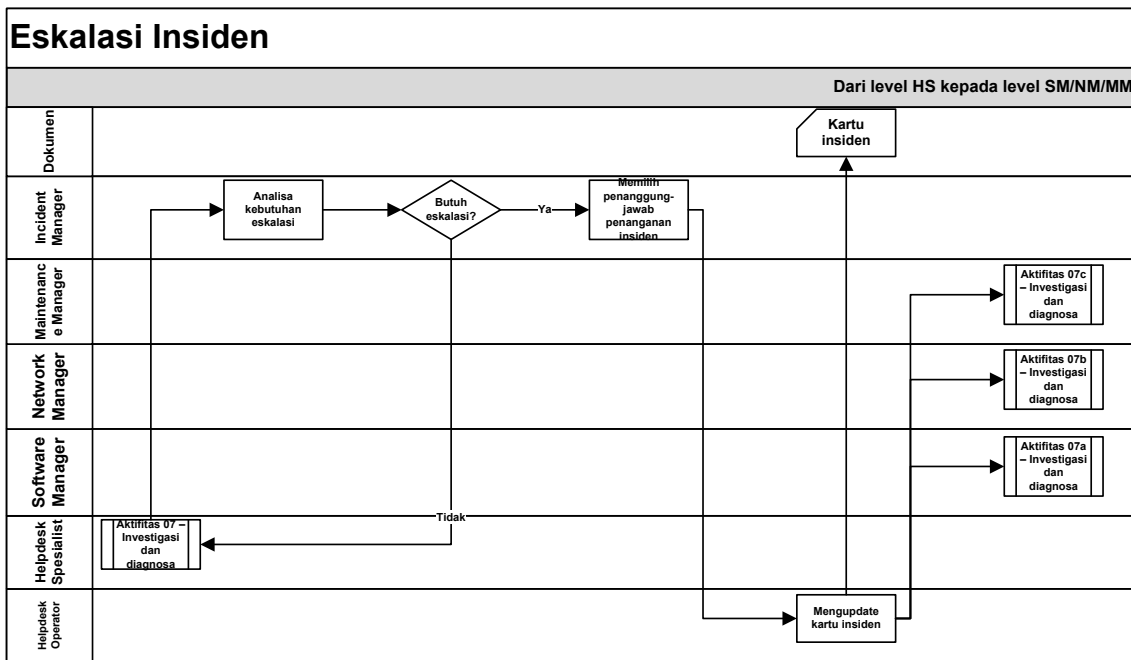 Eskalasi Insiden
Dari level HS kepada level SM/NM/MM
Dokumen
Kartu
insiden
Incident
Manager
Analisa
kebutuhan
eskalasi
Butuh
eskalasi?
Ya
Memilih
penanggung-
jawab
penanganan
insiden
Maintenanc
e Manager
Aktifitas 07c
– Investigasi
dan
diagnosa
Network
Manager
Aktifitas 07b
– Investigasi
dan
diagnosa
Software
Manager
Aktifitas 07a
– Investigasi
dan
diagnosa
Tidak
Helpdesk
Spesialist
Aktifitas 07 –
Investigasi
dan
diagnosa
Helpdesk
Operator
Mengupdate
kartu insiden